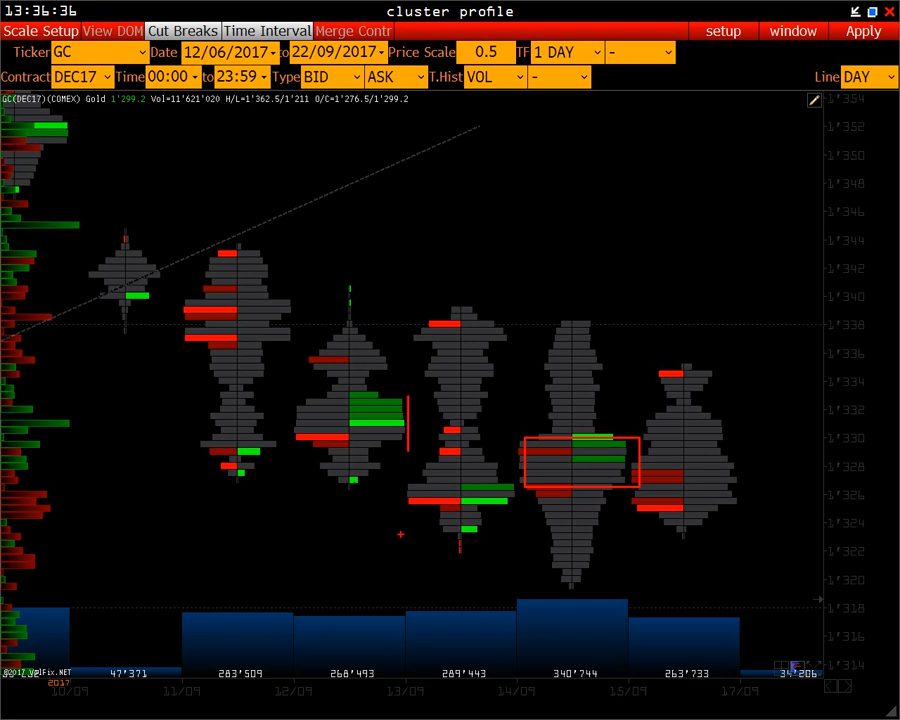 13:36:36 cluster profile
Scale Setup View DOM Cut Breaks Time Interval Merge Contr setup window Apply
Ticker GC Date 12/06/2017 to 22/09/2017 Price Scale 0.5 TF 1 DAY -
Contract DEC17 Time 00:00 to 23:59 Type BID ASK T.Hist VOL - Line DAY
GC(DEC17)(COMEX) Gold 1'299.2 Vol=11'621'020 H/L=1'362.5/1'211 O/C=1'276.5/1'299.2
1'354
1'352
1'350
1'348
1'346
1'344
1'342
1'340
1'338
1'336
1'334
1'332
1'330
1'328
1'326
1'324
1'322
1'320
1'318
1'316
1'314
©2017 VolFix.NET
47'371 283'509 268'493 289'443 340'744 263'733 34'206
2017
10/09 11/09 12/09 13/09 14/09 15/09 17/09